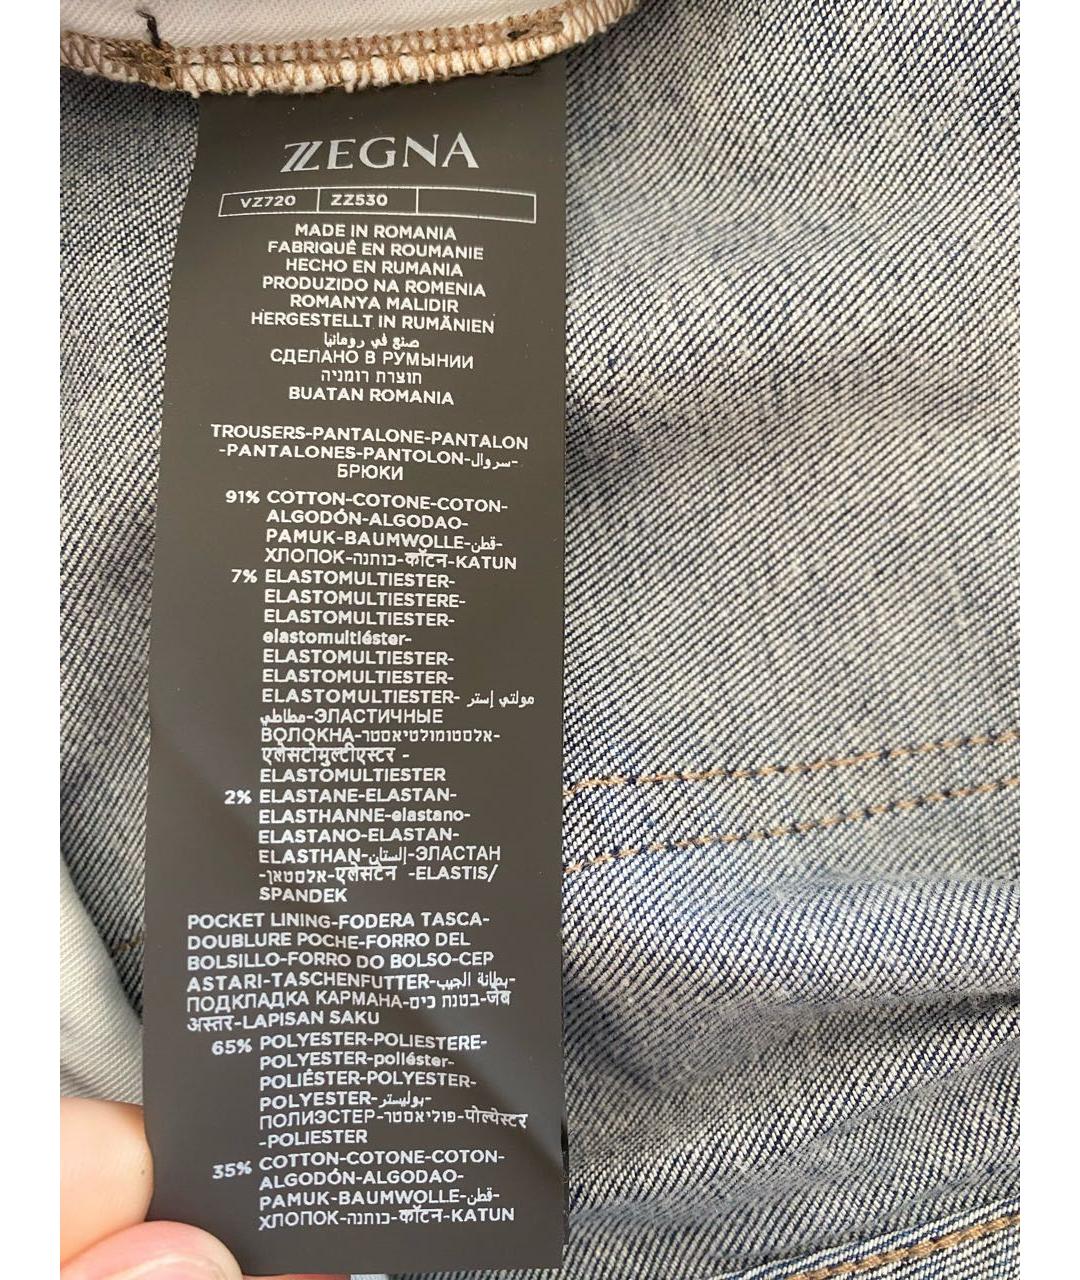 ZZEGNA
VZ720 ZZ530
MADE IN ROMANIA
FABRIQUÉ EN ROUMANIE
HECHO EN RUMANIA
PRODUZIDO NA ROMENIA
ROMANYA MALIDIR
HERGESTELLT IN RUMÄNIEN
صنع في رومانيا
СДЕЛАНО В РУМЫНИИ
תוצרת רומניה
BUATAN ROMANIA
TROUSERS-PANTALONE-PANTALON
-PANTALONES-PANTOLON-سروال-
БРЮКИ
91% COTTON-COTONE-COTON-
ALGODÓN-ALGODAO-
PAMUK-BAUMWOLLE-قطن-
ХЛОПОК-כותנה-कॉटन-KATUN
7% ELASTOMULTIESTER-
ELASTOMULTIESTERE-
ELASTOMULTIESTER-
elastomultiéster-
ELASTOMULTIESTER-
ELASTOMULTIESTER-
ELASTOMULTIESTER- مولتي إستر
مطاطي-ЭЛАСТИЧНЫЕ
ВОЛОКНА-אלסטומולטיאסטר-
एलेसटोमुल्टीएस्टर -
ELASTOMULTIESTER
2% ELASTANE-ELASTAN-
ELASTHANNE-elastano-
ELASTANO-ELASTAN-
ELASTHAN-إلستان-ЭЛАСТАН
-אלסטאן-एलेसटेन -ELASTIS/
SPANDEK
POCKET LINING-FODERA TASCA-
DOUBLURE POCHE-FORRO DEL
BOLSILLO-FORRO DO BOLSO-CEP
ASTARI-TASCHENFUTTER-بطانة الجيب-
ПОДКЛАДКА КАРМАНА-בטנת כיס-जेब
अस्तर-LAPISAN SAKU
65% POLYESTER-POLIESTERE-
POLYESTER-poliéster-
POLIÉSTER-POLYESTER-
POLYESTER-بوليستر-
ПОЛИЭСТЕР-פוליאסטר-पोल्येस्टर
-POLIESTER
35% COTTON-COTONE-COTON-
ALGODÓN-ALGODAO-
PAMUK-BAUMWOLLE-قطن-
ХЛОПОК-כותנה-कॉटन-KATUN